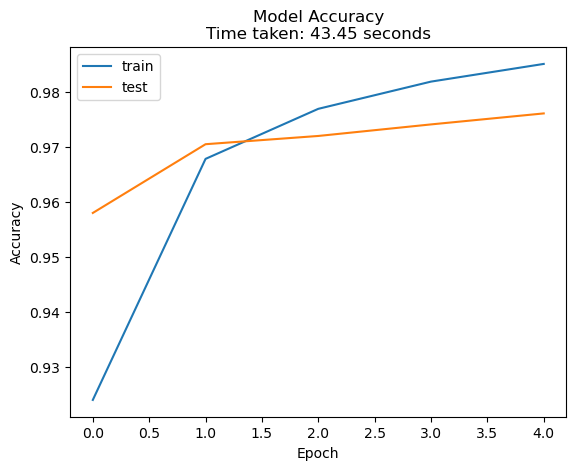 Model Accuracy
Time taken: 43.45 seconds
train
test
0.98
0.97
0.96
0.95
0.94
0.93
Accuracy
0.0 0.5 1.0 1.5 2.0 2.5 3.0 3.5 4.0
Epoch